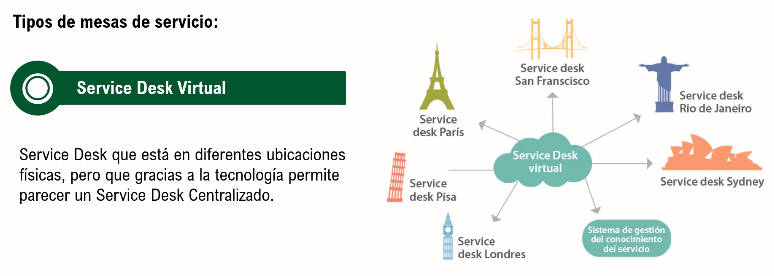 Tipos de mesas de servicio:
Service Desk Virtual
Service Desk que está en diferentes ubicaciones
físicas, pero que gracias a la tecnología permite
parecer un Service Desk Centralizado.
Service desk
San Franscisco
Service
desk París
Service desk
Rio de Janeiro
Service Desk
virtual
Service
desk Pisa
Service desk Sydney
Service
desk Londres
Sistema de gestión
del conocimiento
del servicio